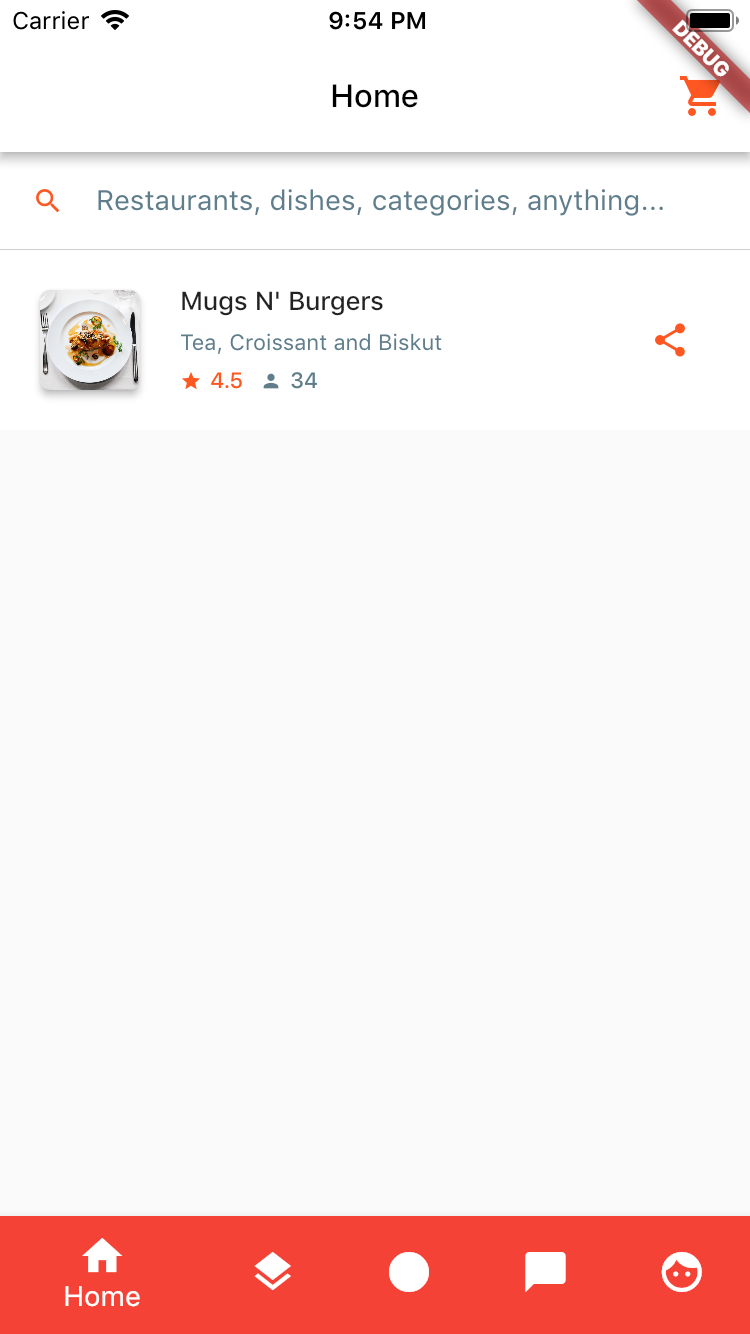 Carrier 9:54 PM
DEBUG
Home
Restaurants, dishes, categories, anything...
Mugs N' Burgers
Tea, Croissant and Biskut
4.5 34
Home